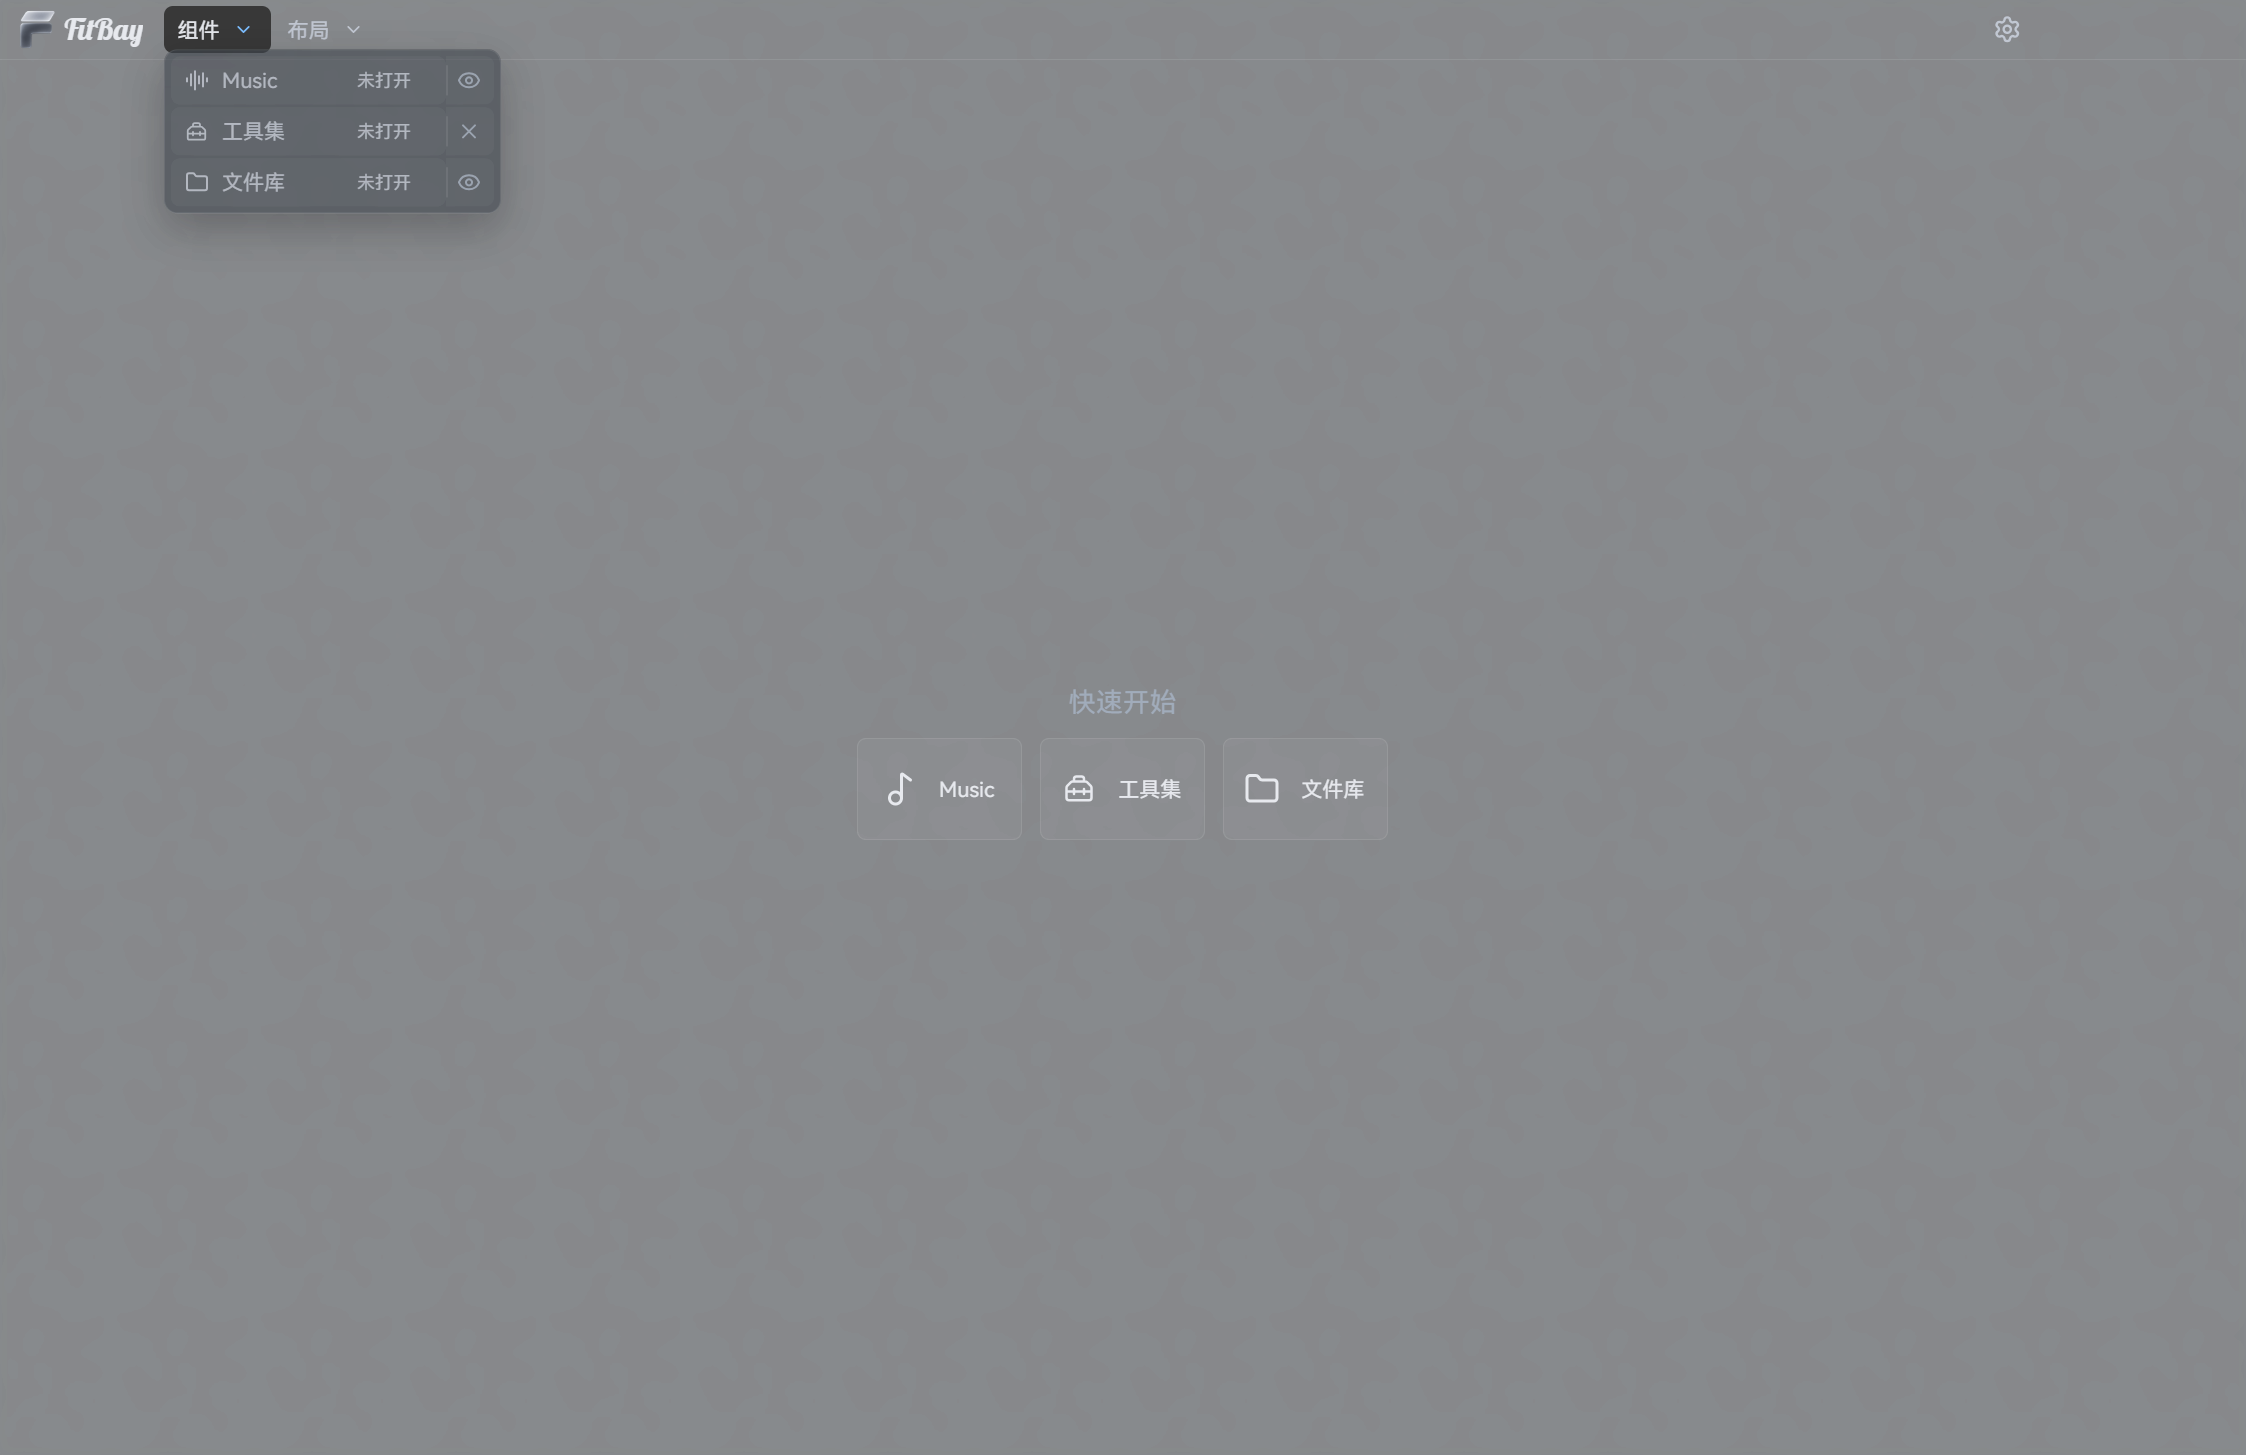 FitBay 组件 布局
Music 未打开
工具集 未打开
文件库 未打开
快速开始
Music 工具集 文件库